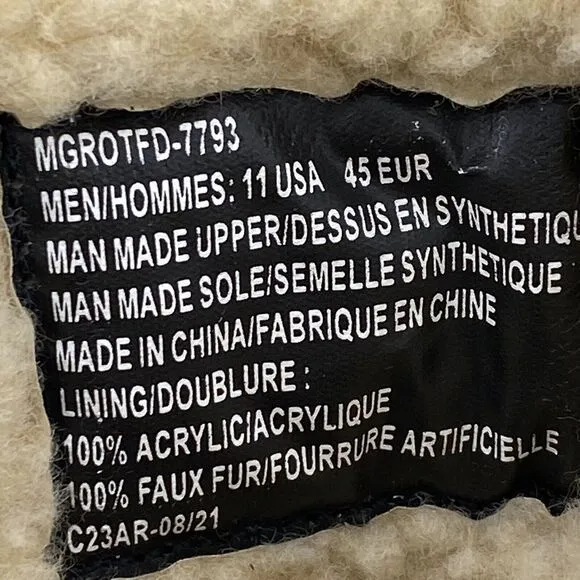 MGROTFD-7793
MEN/HOMMES: 11 USA 45 EUR
MAN MADE UPPER/DESSUS EN SYNTHETIQU
MAN MADE SOLE/SEMELLE SYNTHETIQUE
MADE IN CHINA/FABRIQUE EN CHINE
LINING/DOUBLURE :
100% ACRYLIC/ACRYLIQUE
100% FAUX FUR/FOURRURE ARTIFICIELLE
C23AR-08/21